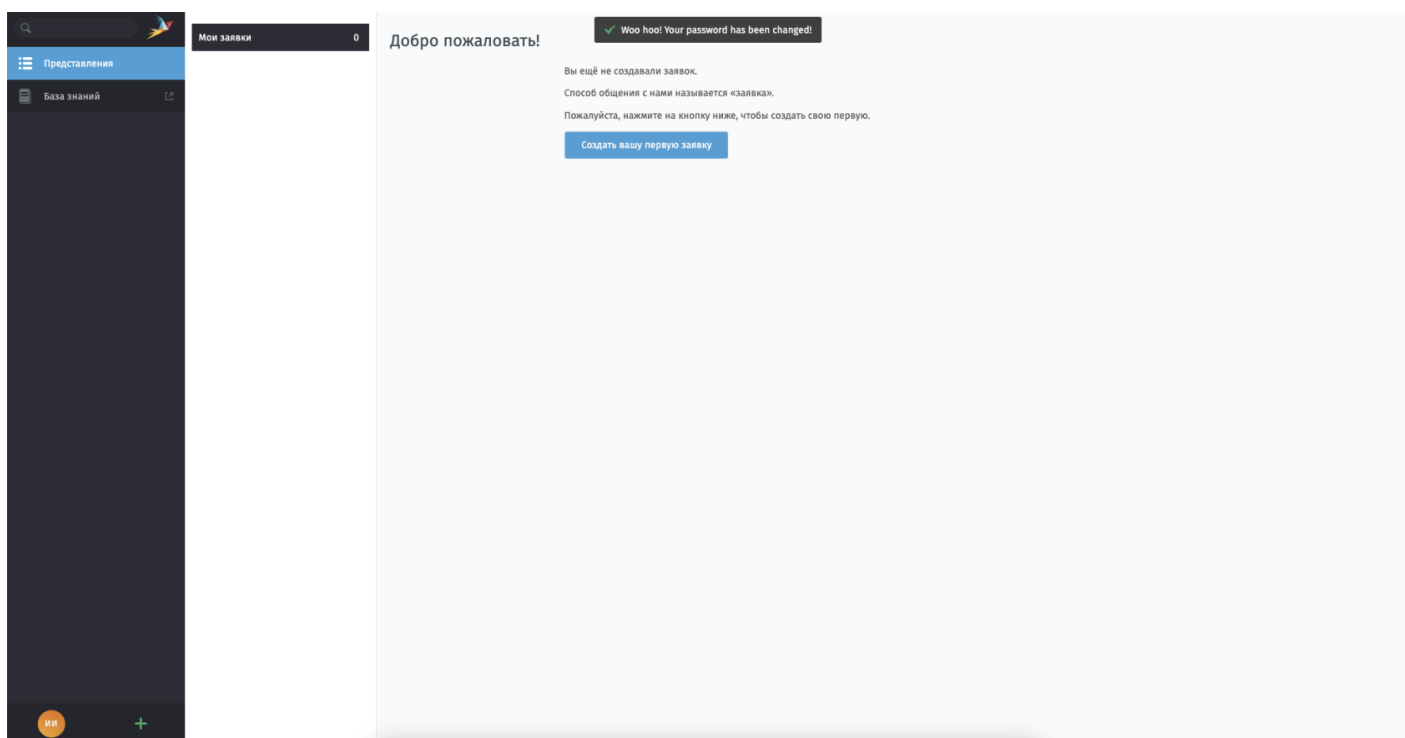 Мои заявки 0
Представления
База знаний
Добро пожаловать!
Woo hoo! Your password has been changed!
Вы ещё не создавали заявок.
Способ общения с нами называется «заявка».
Пожалуйста, нажмите на кнопку ниже, чтобы создать свою первую.
Создать вашу первую заявку
ИИ